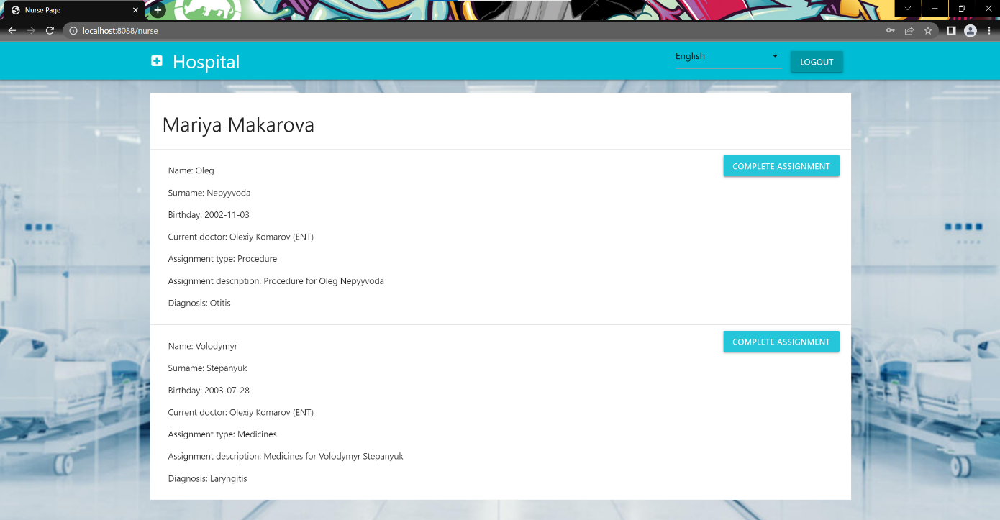 Nurse Page
localhost:8088/nurse
Hospital
English
LOGOUT
Mariya Makarova
COMPLETE ASSIGNMENT
Name: Oleg
Surname: Nepyyvoda
Birthday: 2002-11-03
Current doctor: Olexiy Komarov (ENT)
Assignment type: Procedure
Assignment description: Procedure for Oleg Nepyyvoda
Diagnosis: Otitis
COMPLETE ASSIGNMENT
Name: Volodymyr
Surname: Stepanyuk
Birthday: 2003-07-28
Current doctor: Olexiy Komarov (ENT)
Assignment type: Medicines
Assignment description: Medicines for Volodymyr Stepanyuk
Diagnosis: Laryngitis